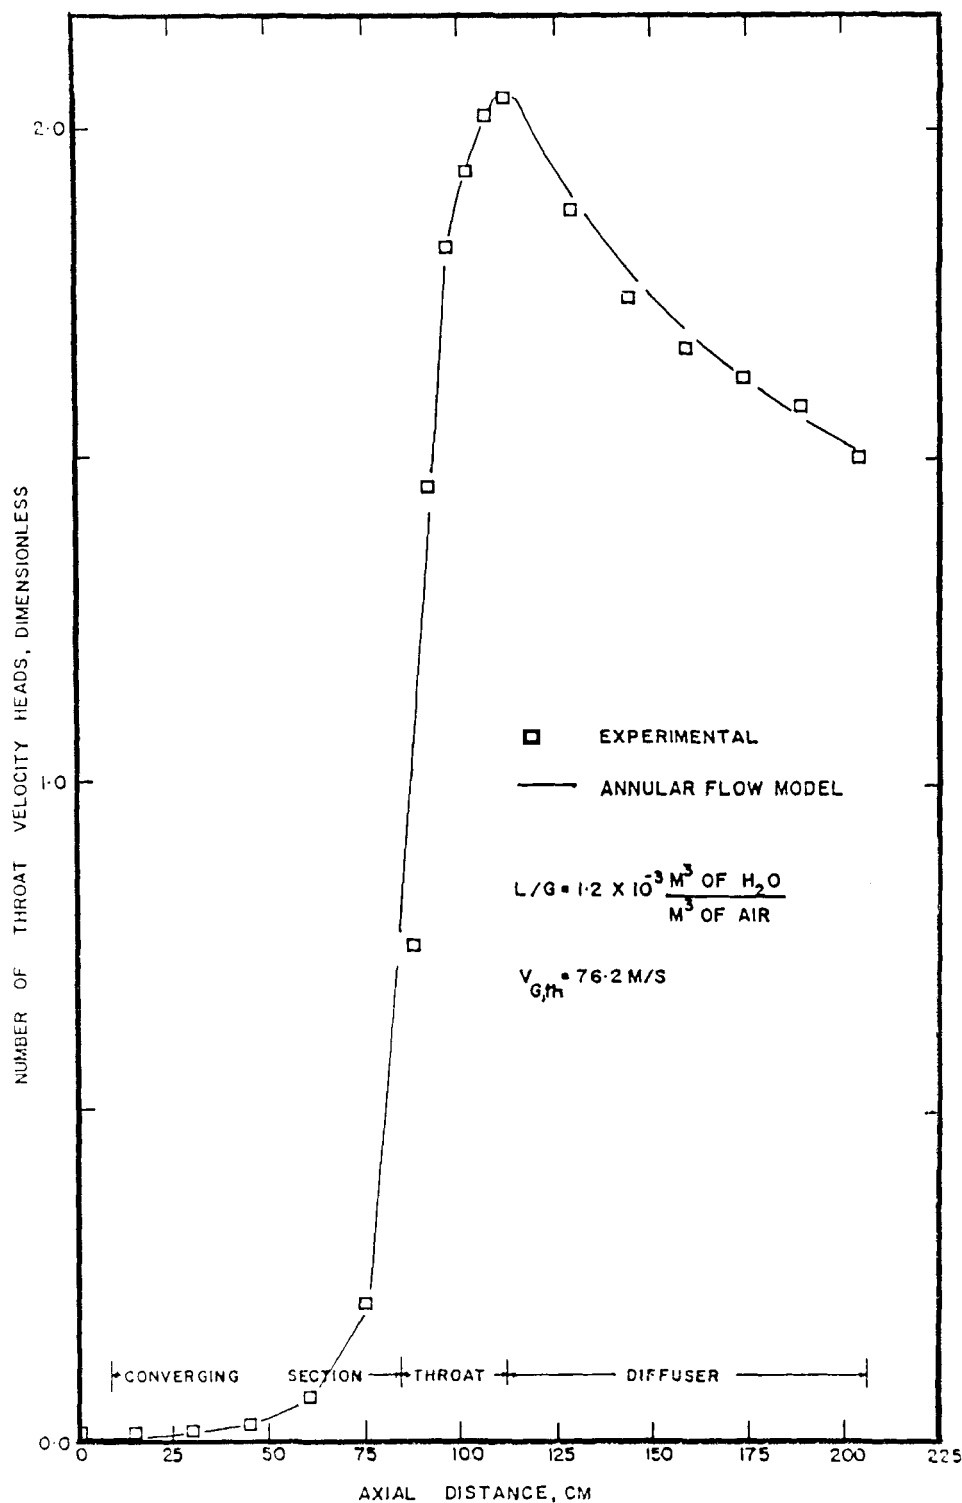 2·0
1·0
0·0
NUMBER OF THROAT VELOCITY HEADS, DIMENSIONLESS
EXPERIMENTAL
ANNULAR FLOW MODEL
L/G = 1·2 X 10⁻³ M³ OF H₂O
M³ OF AIR
V_G,th = 76·2 M/S
CONVERGING SECTION THROAT DIFFUSER
0 25 50 75 100 125 150 175 200 225
AXIAL DISTANCE, CM